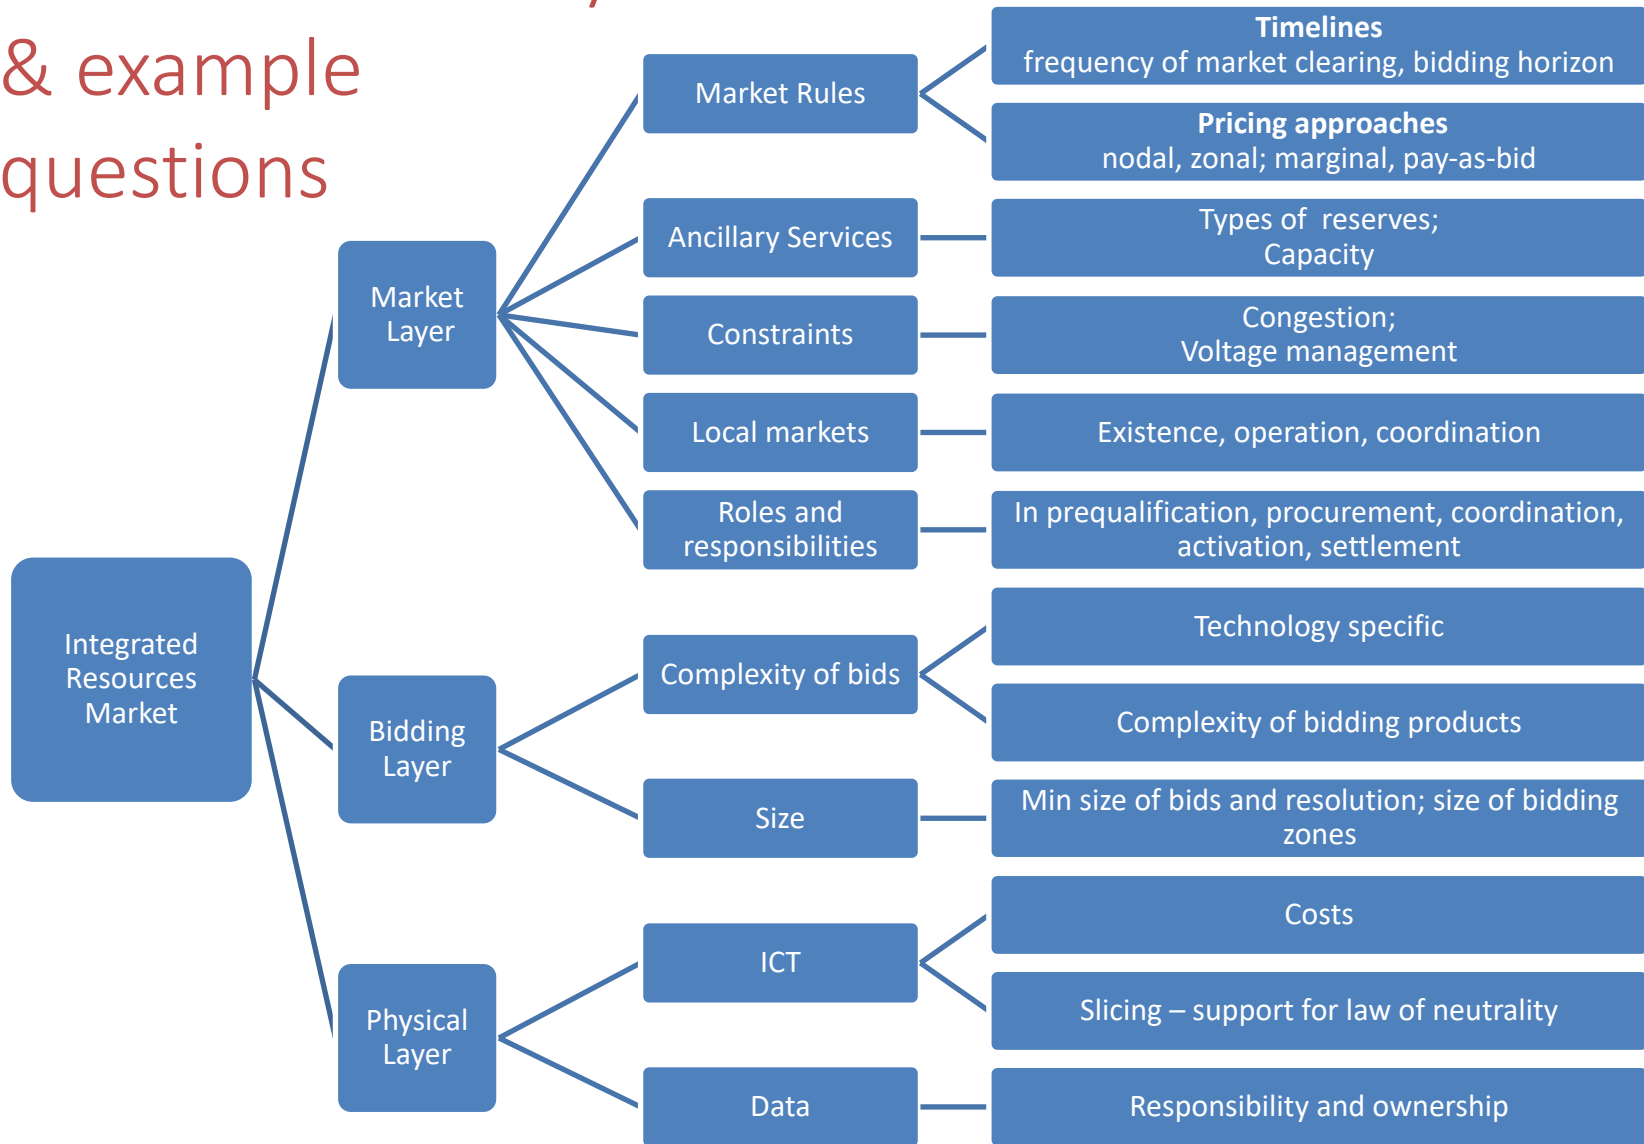 & example
questions
Integrated
Resources
Market
Market
Layer
Market Rules
Timelines
frequency of market clearing, bidding horizon
Pricing approaches
nodal, zonal; marginal, pay-as-bid
Ancillary Services
Types of reserves;
Capacity
Constraints
Congestion;
Voltage management
Local markets
Existence, operation, coordination
Roles and
responsibilities
In prequalification, procurement, coordination,
activation, settlement
Bidding
Layer
Complexity of bids
Technology specific
Complexity of bidding products
Size
Min size of bids and resolution; size of bidding
zones
Physical
Layer
ICT
Costs
Slicing – support for law of neutrality
Data
Responsibility and ownership